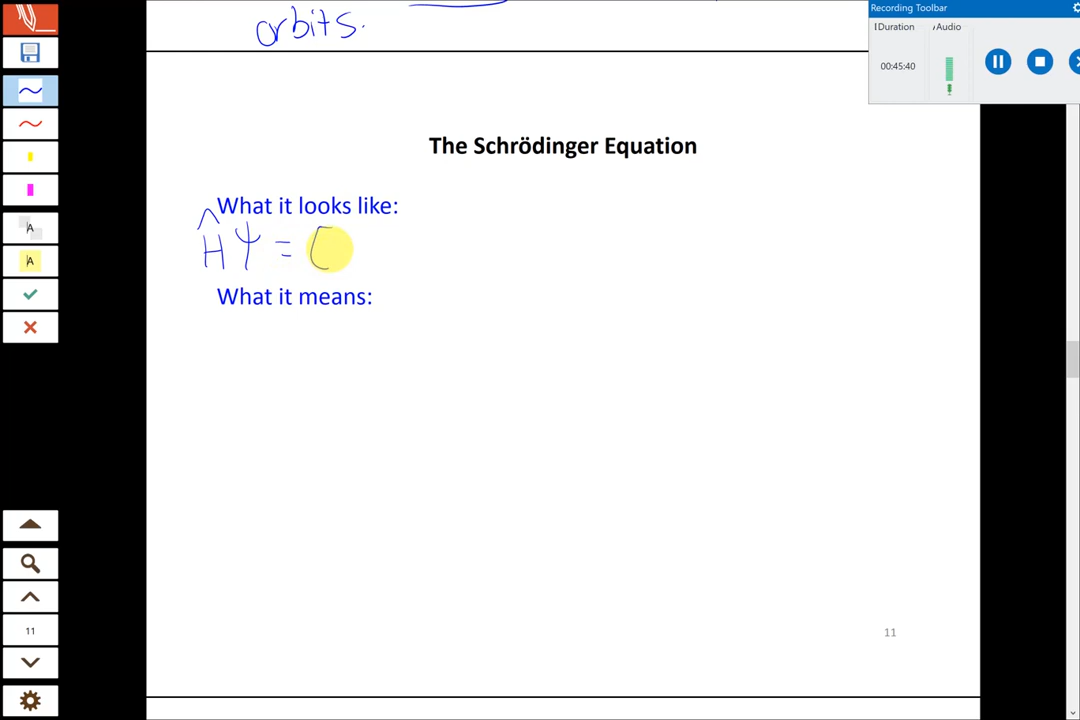 orbits.
Recording Toolbar
Duration
Audio
00:45:40
The Schrödinger Equation
What it looks like:
Ĥ Ψ =
What it means:
A
A
11
11